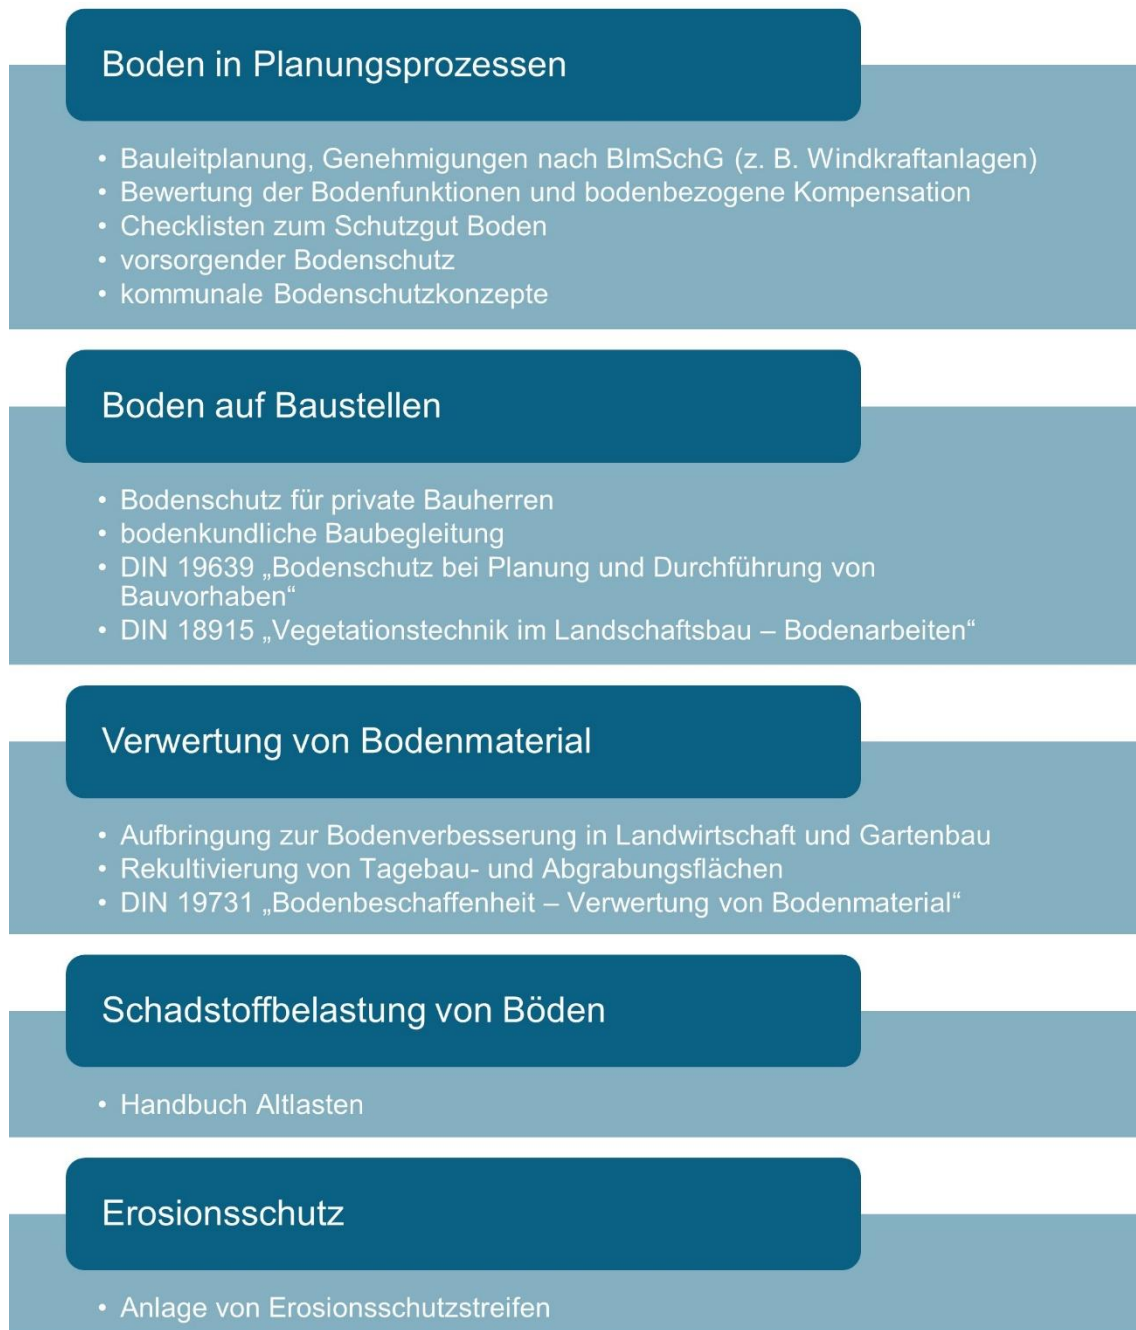 Boden in Planungsprozessen
• Bauleitplanung, Genehmigungen nach BImSchG (z. B. Windkraftanlagen)
• Bewertung der Bodenfunktionen und bodenbezogene Kompensation
• Checklisten zum Schutzgut Boden
• vorsorgender Bodenschutz
• kommunale Bodenschutzkonzepte
Boden auf Baustellen
• Bodenschutz für private Bauherren
• bodenkundliche Baubegleitung
• DIN 19639 „Bodenschutz bei Planung und Durchführung von
Bauvorhaben“
• DIN 18915 „Vegetationstechnik im Landschaftsbau – Bodenarbeiten“
Verwertung von Bodenmaterial
• Aufbringung zur Bodenverbesserung in Landwirtschaft und Gartenbau
• Rekultivierung von Tagebau- und Abgrabungsflächen
• DIN 19731 „Bodenbeschaffenheit – Verwertung von Bodenmaterial“
Schadstoffbelastung von Böden
• Handbuch Altlasten
Erosionsschutz
• Anlage von Erosionsschutzstreifen